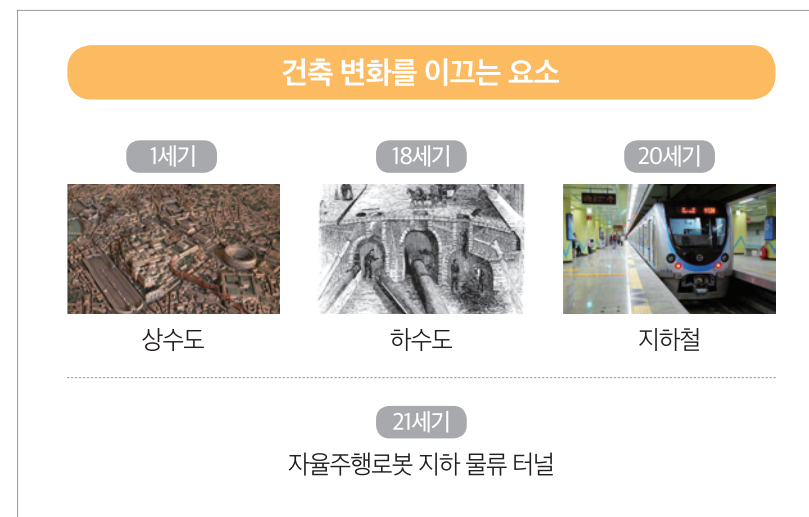 건축 변화를 이끄는 요소
1세기 18세기 20세기
상수도 하수도 지하철
21세기
자율주행로봇 지하 물류 터널